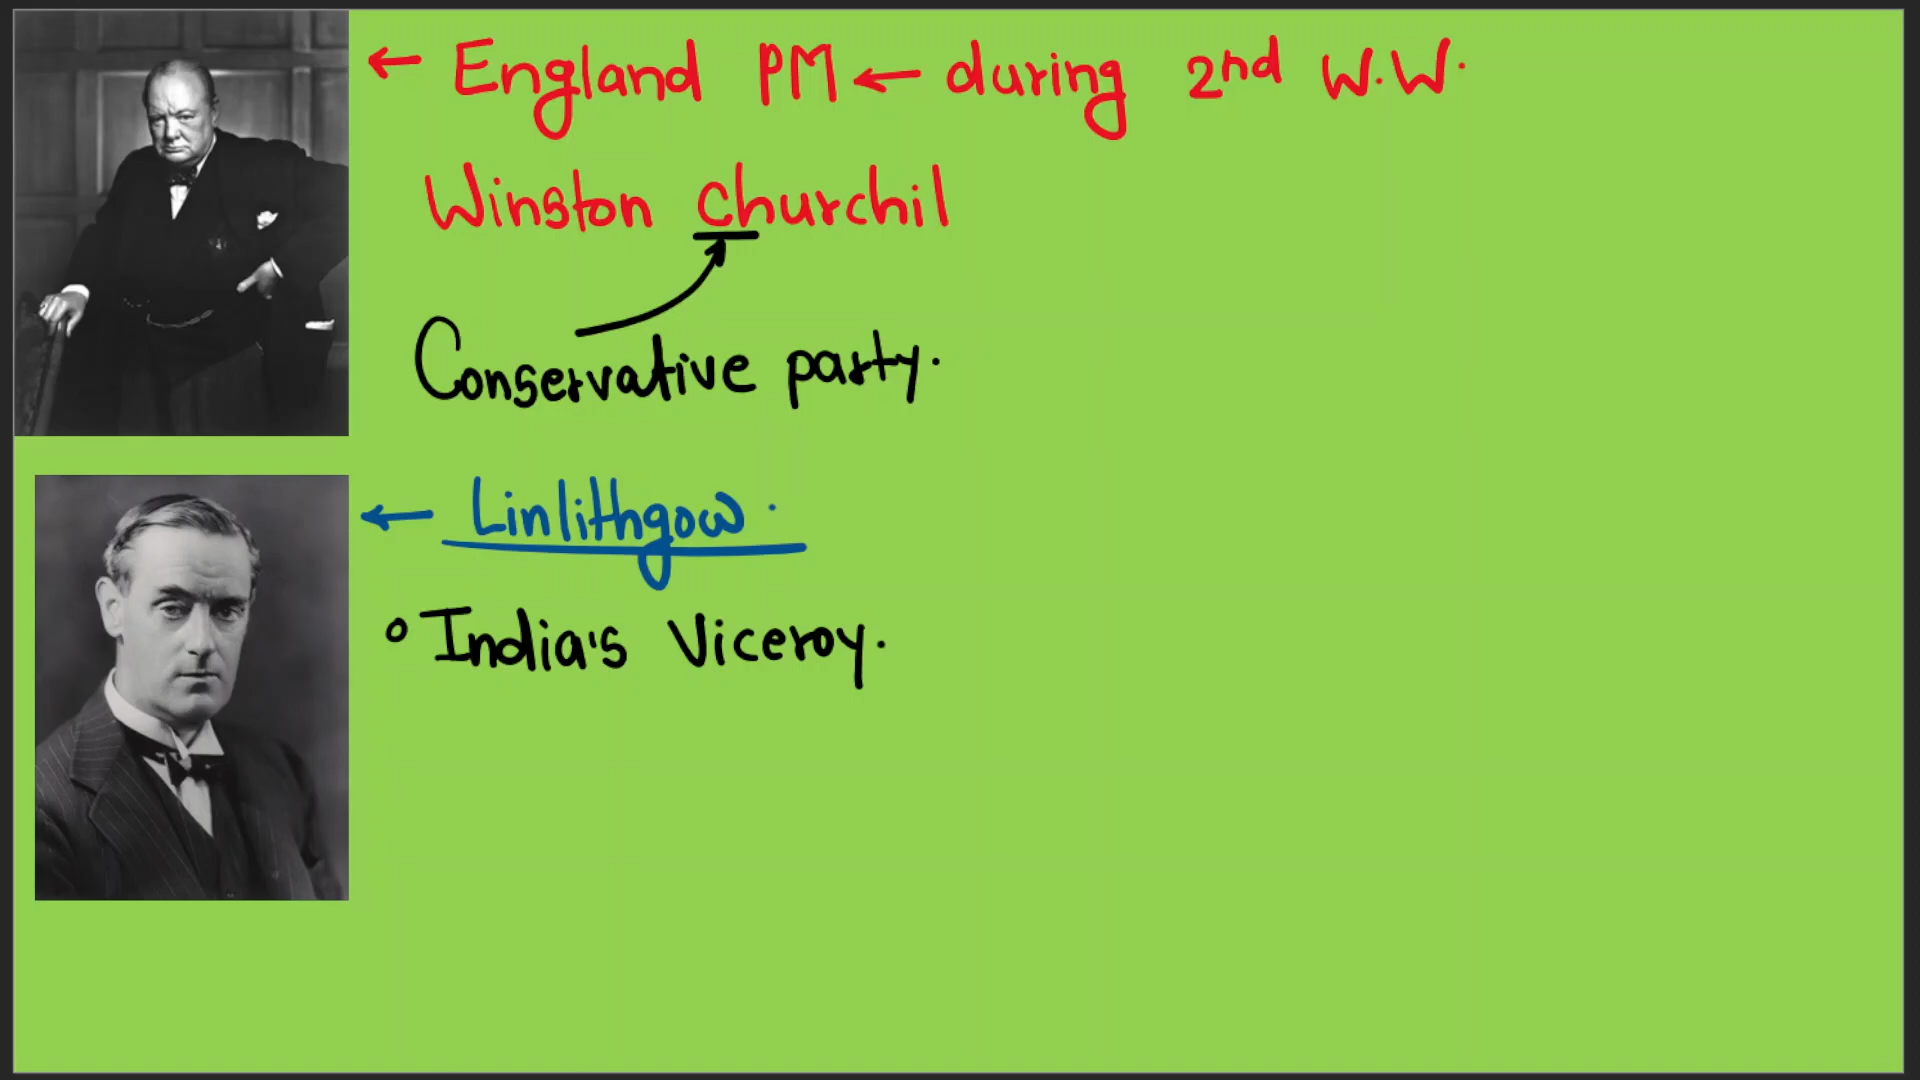 ← England PM ← during 2nd W.W.
Winston Churchil
Conservative party.
← Linlithgow.
° India's Viceroy.